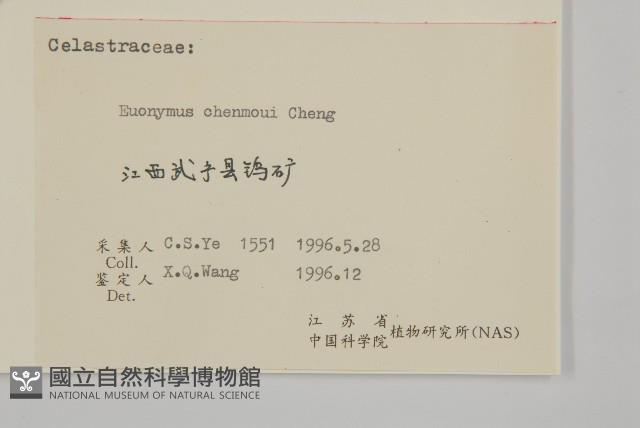 Celastraceae:
Euonymus chenmoui Cheng
江西武宁县钨矿
采集人 C.S.Ye 1551 1996.5.28
Coll.
鉴定人 X.Q.Wang 1996.12
Det.
江苏省
中国科学院 植物研究所(NAS)
國立自然科學博物館
NATIONAL MUSEUM OF NATURAL SCIENCE